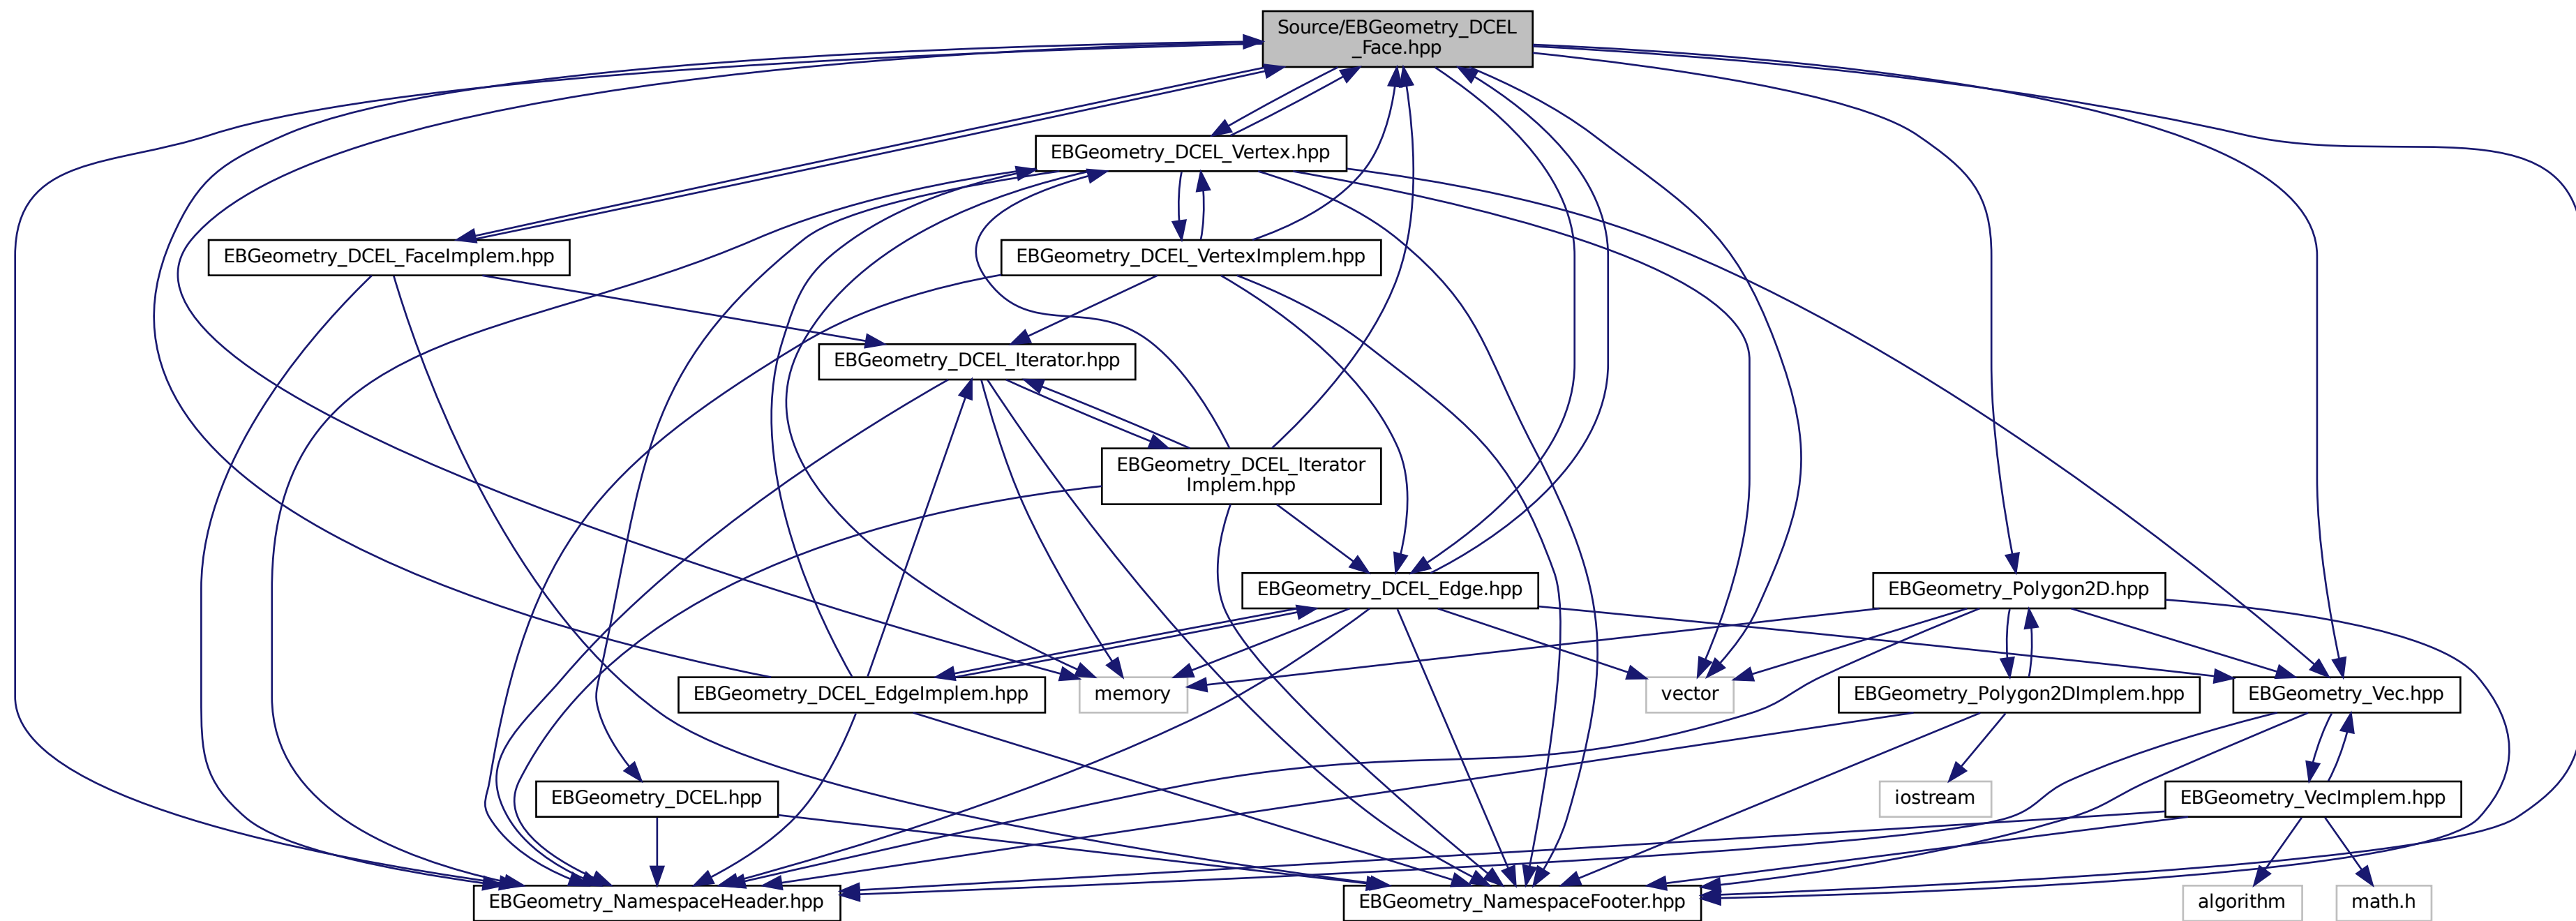 Source/EBGeometry_DCEL
_Face.hpp
EBGeometry_DCEL_Vertex.hpp
EBGeometry_DCEL_FaceImplem.hpp
EBGeometry_DCEL_VertexImplem.hpp
EBGeometry_DCEL_Iterator.hpp
EBGeometry_DCEL_Iterator
Implem.hpp
EBGeometry_DCEL_Edge.hpp
EBGeometry_Polygon2D.hpp
EBGeometry_DCEL_EdgeImplem.hpp
memory
vector
EBGeometry_Polygon2DImplem.hpp
EBGeometry_Vec.hpp
EBGeometry_DCEL.hpp
iostream
EBGeometry_VecImplem.hpp
EBGeometry_NamespaceHeader.hpp
EBGeometry_NamespaceFooter.hpp
algorithm
math.h